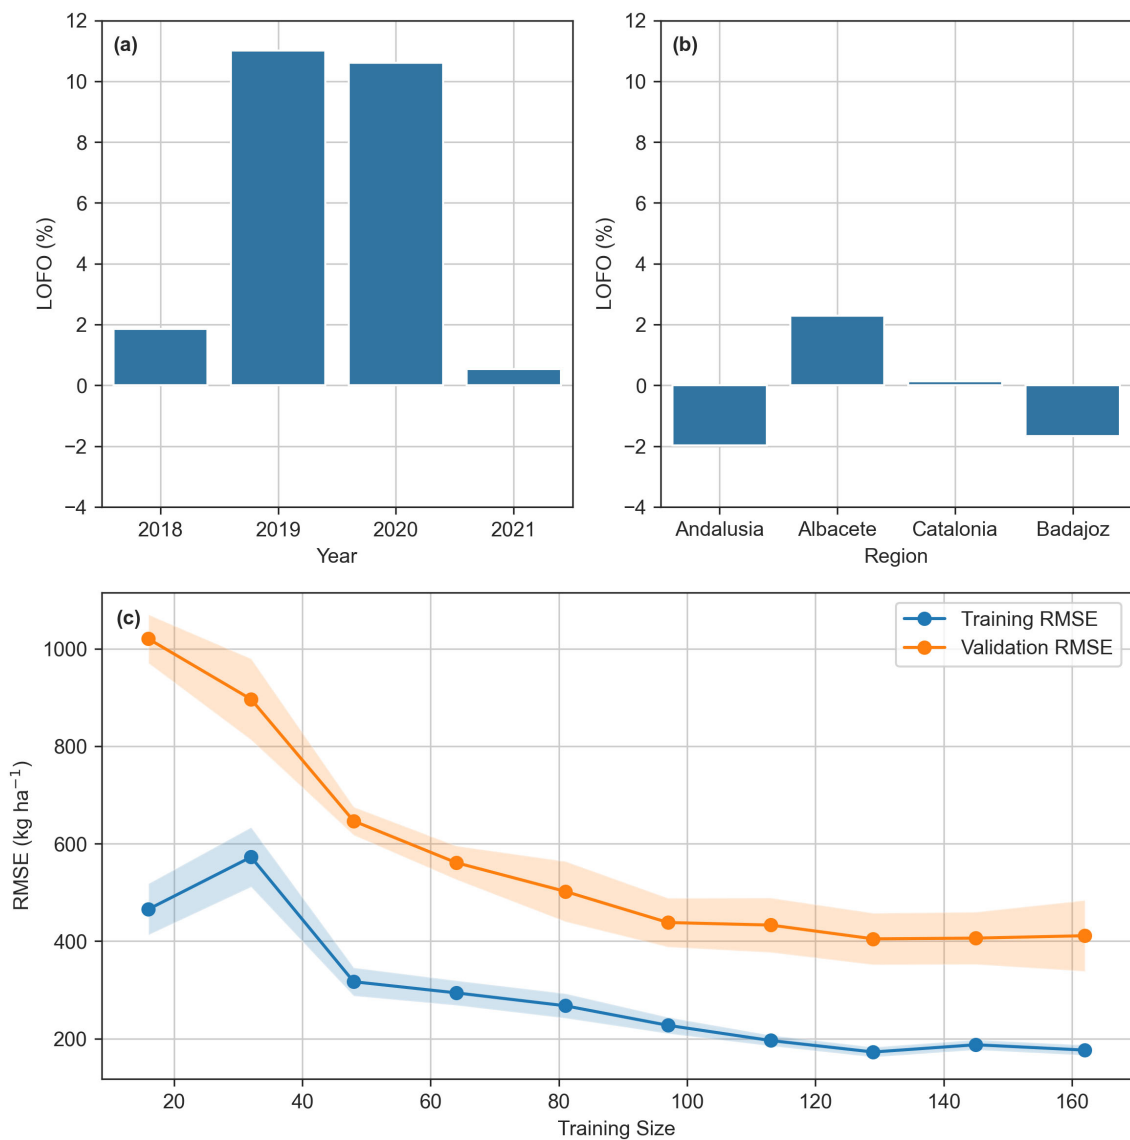 (a)
12
10
8
6
4
2
0
−2
−4
LOFO (%)
2018 2019 2020 2021
Year
(b)
12
10
8
6
4
2
0
−2
−4
LOFO (%)
Andalusia Albacete Catalonia Badajoz
Region
(c)
Training RMSE
Validation RMSE
1000
800
600
400
200
RMSE (kg ha⁻¹)
20 40 60 80 100 120 140 160
Training Size